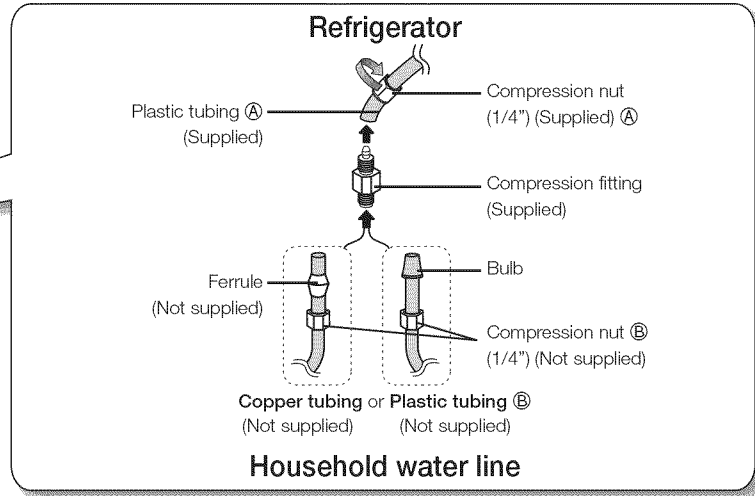 Refrigerator
Compression nut
(1/4") (Supplied) Ⓐ
Plastic tubing Ⓐ
(Supplied)
Compression fitting
(Supplied)
Ferrule
(Not supplied)
Bulb
Compression nut Ⓑ
(1/4") (Not supplied)
Copper tubing or Plastic tubing Ⓑ
(Not supplied) (Not supplied)
Household water line